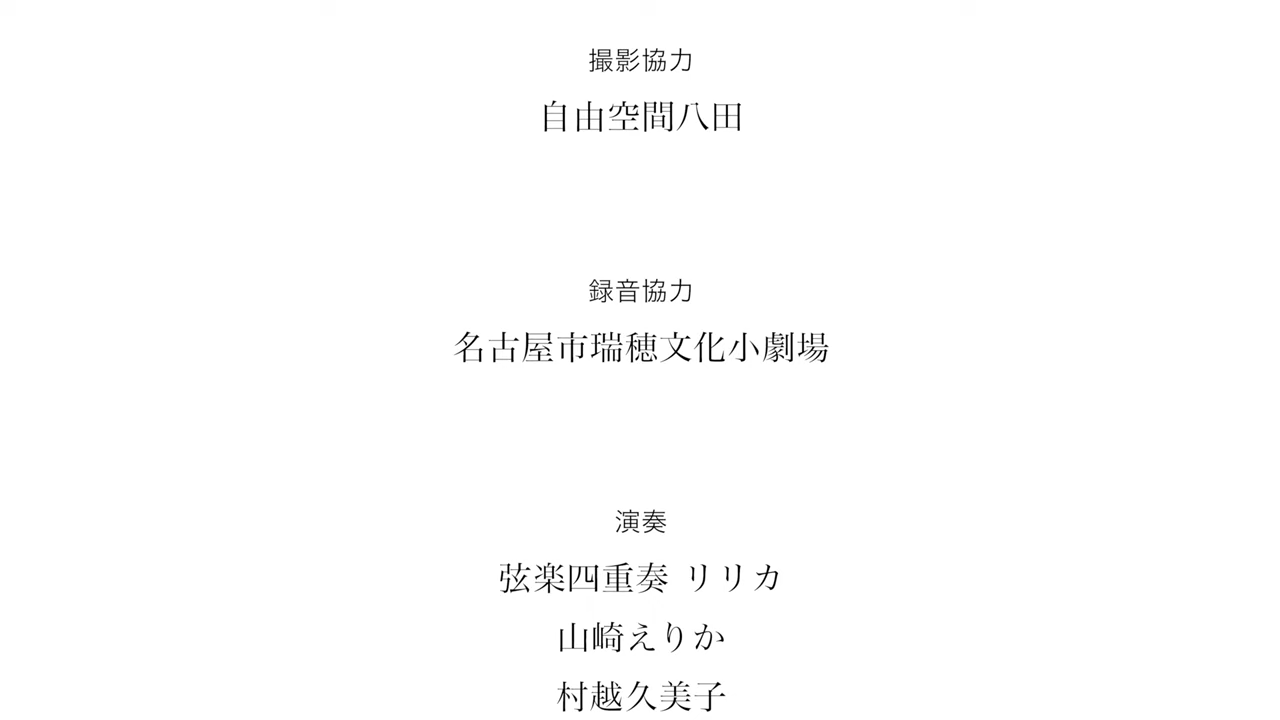 撮影協力
自由空間八田
録音協力
名古屋市瑞穂文化小劇場
演奏
弦楽四重奏 リリカ
山崎えりか
村越久美子